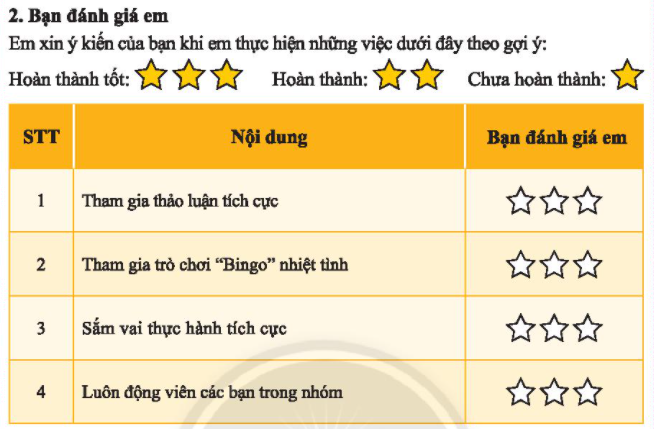 2. Bạn đánh giá em
Em xin ý kiến của bạn khi em thực hiện những việc dưới đây theo gợi ý:
Hoàn thành tốt: Hoàn thành: Chưa hoàn thành:
STT Nội dung Bạn đánh giá em
1 Tham gia thảo luận tích cực
2 Tham gia trò chơi “Bingo” nhiệt tình
3 Sắm vai thực hành tích cực
4 Luôn động viên các bạn trong nhóm